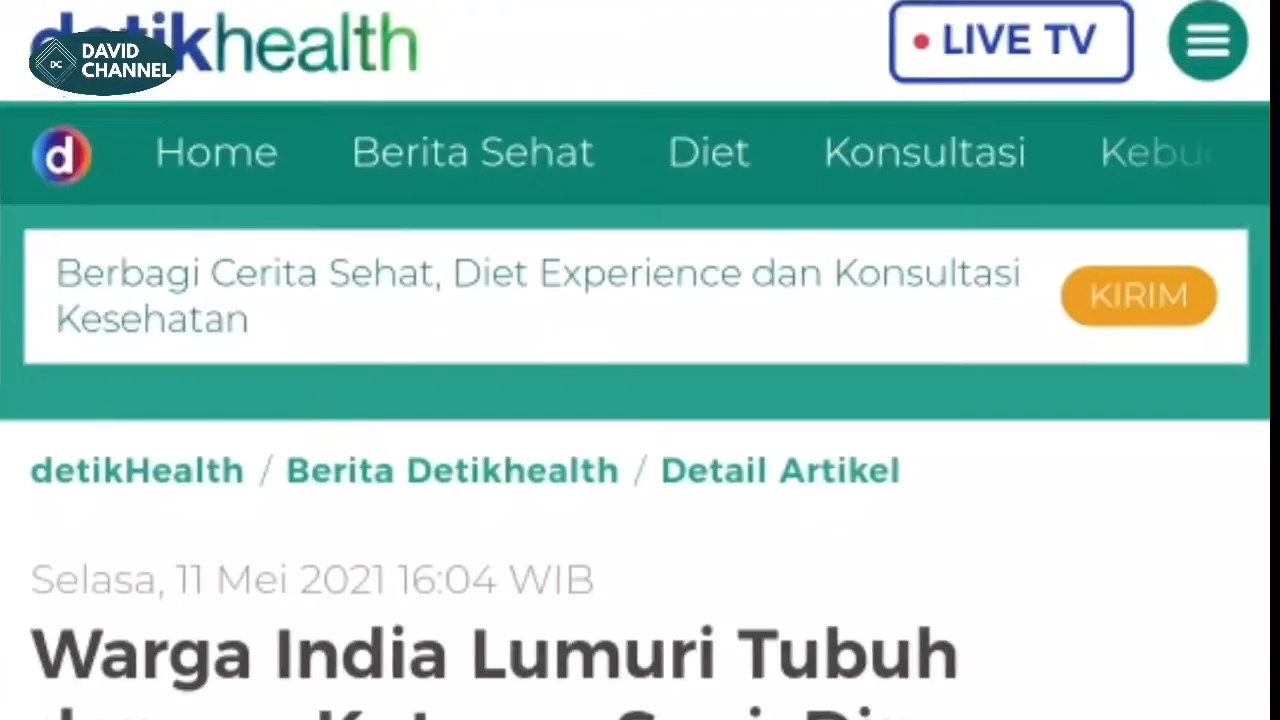 detikhealth
DAVID
CHANNEL
DC
LIVE TV
d
Home Berita Sehat Diet Konsultasi
Berbagi Cerita Sehat, Diet Experience dan Konsultasi
Kesehatan
KIRIM
detikHealth / Berita Detikhealth / Detail Artikel
Selasa, 11 Mei 2021 16:04 WIB
Warga India Lumuri Tubuh